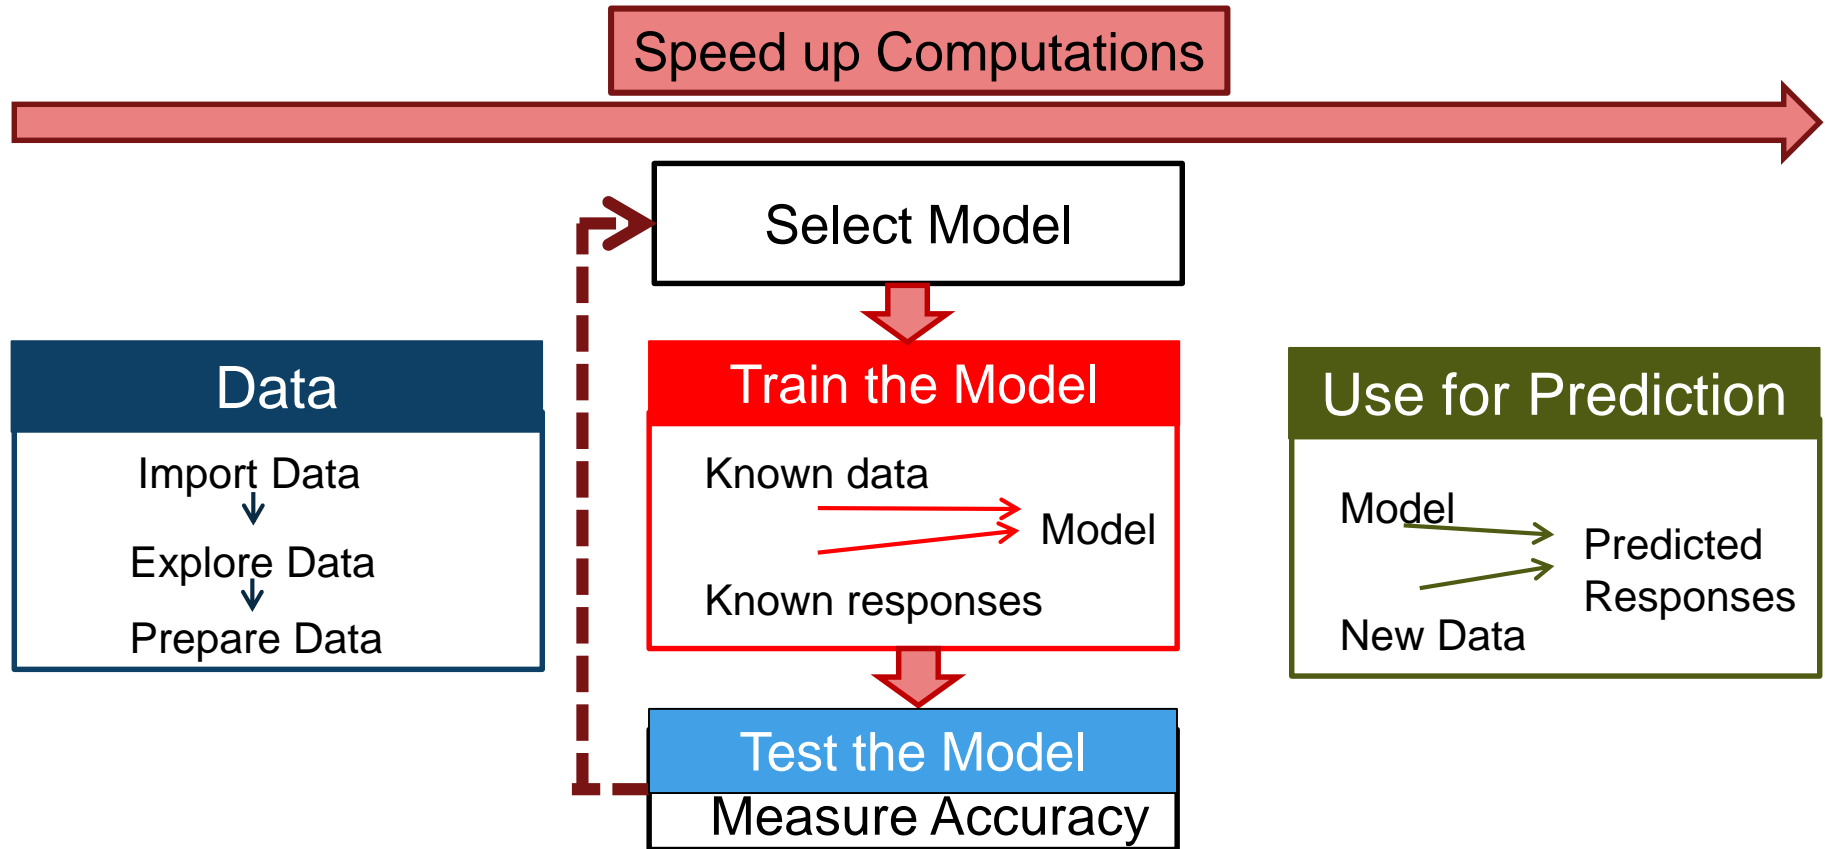 Speed up Computations
Select Model
Data
Import Data
Explore Data
Prepare Data
Train the Model
Known data
Model
Known responses
Test the Model
Measure Accuracy
Use for Prediction
Model
Predicted
Responses
New Data